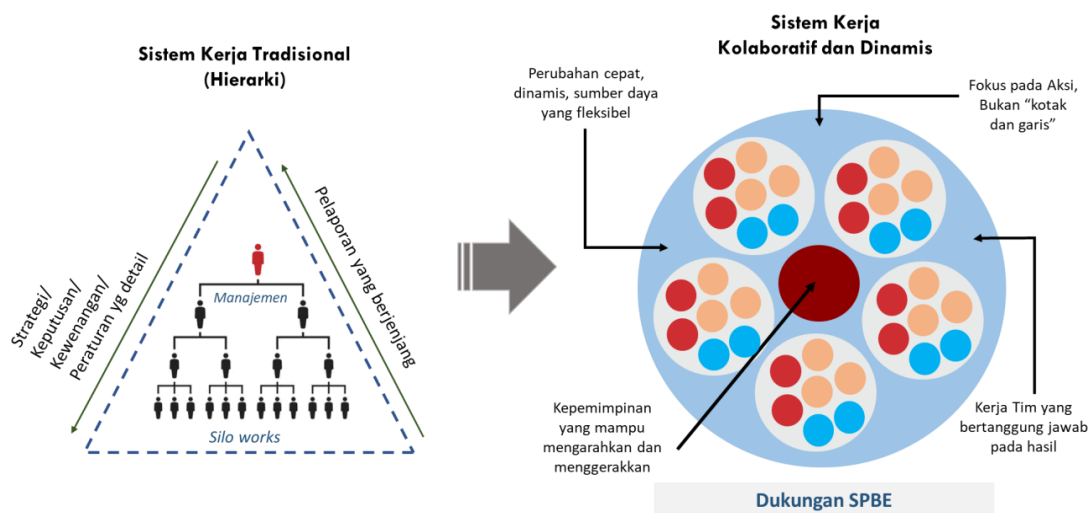 Sistem Kerja Tradisional
(Hierarki)
Strategi/
Keputusan/
Kewenangan/
Peraturan yg detail
Pelaporan yang berjenjang
Manajemen
Silo works
Sistem Kerja
Kolaboratif dan Dinamis
Perubahan cepat,
dinamis, sumber daya
yang fleksibel
Fokus pada Aksi,
Bukan “kotak
dan garis”
Kepemimpinan
yang mampu
mengarahkan dan
menggerakkan
Kerja Tim yang
bertanggung jawab
pada hasil
Dukungan SPBE